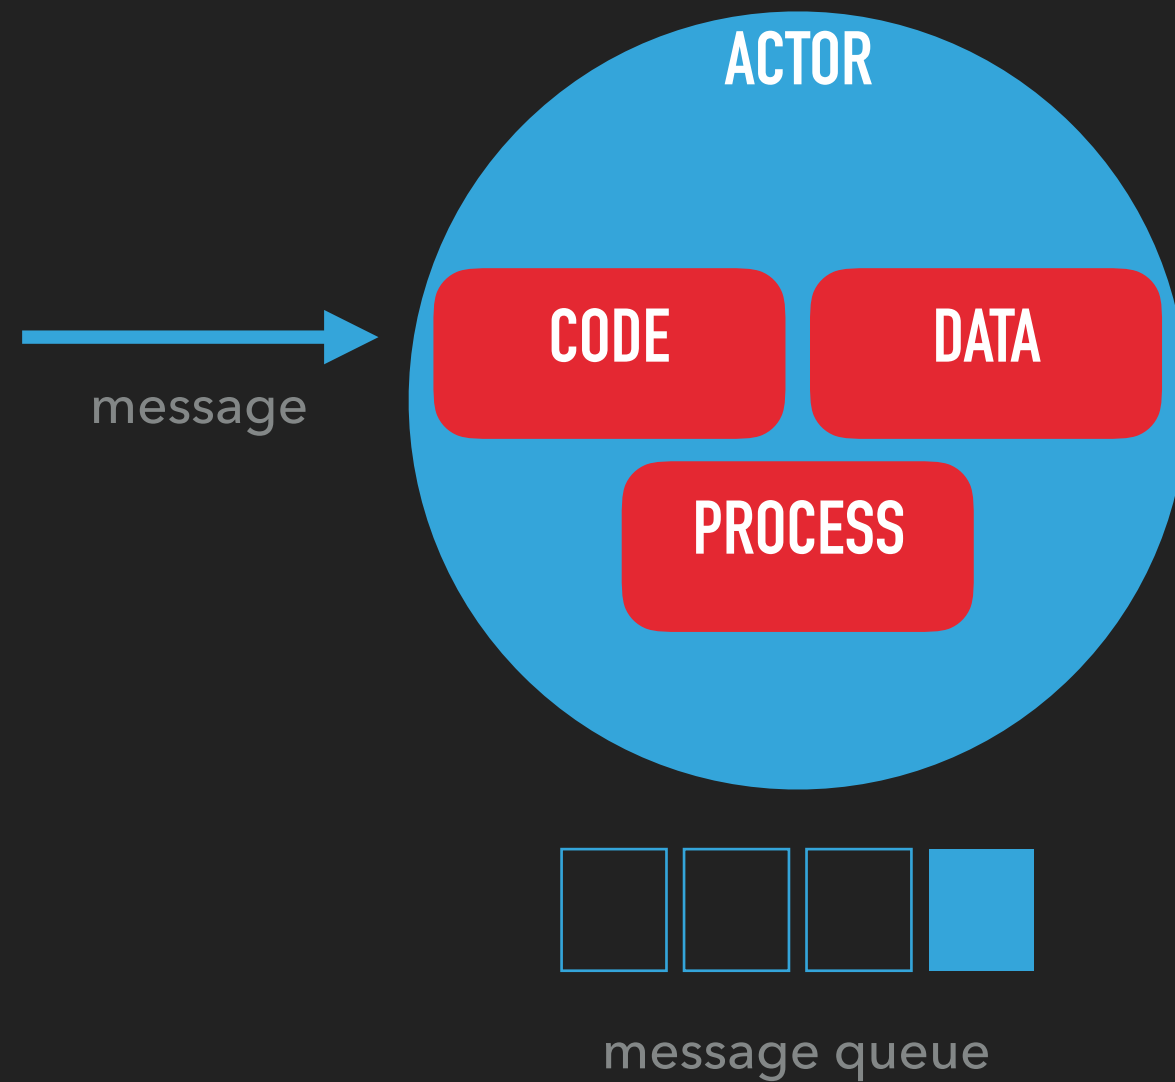 ACTOR
CODE
DATA
message
PROCESS
message queue